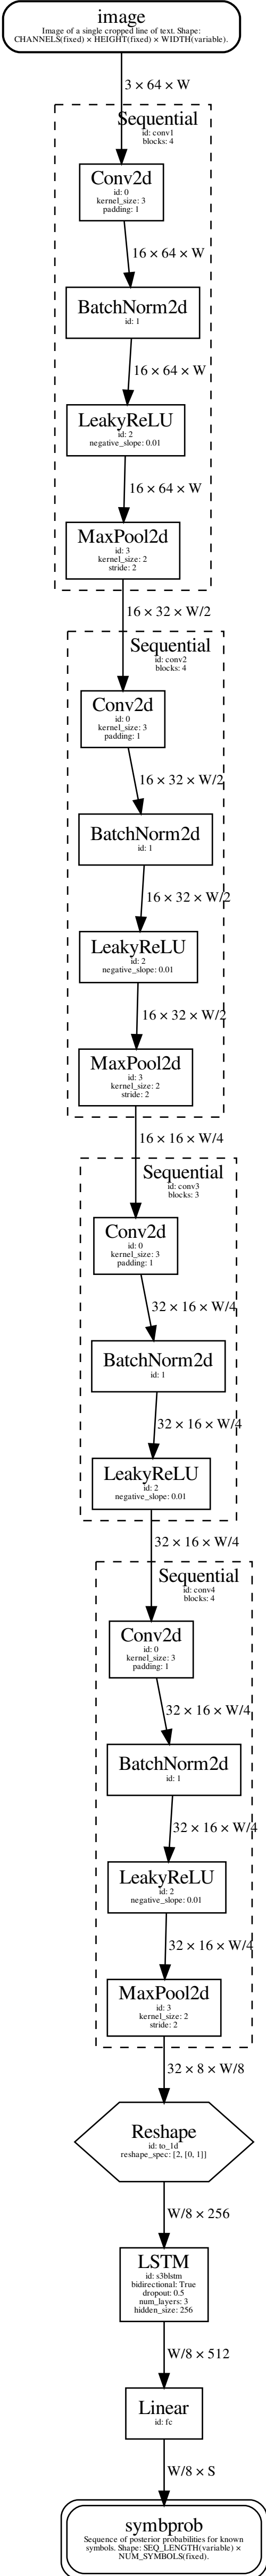 image
Image of a single cropped line of text. Shape:
CHANNELS(fixed) × HEIGHT(fixed) × WIDTH(variable).
3 × 64 × W
Sequential
id: conv1
blocks: 4
Conv2d
id: 0
kernel_size: 3
padding: 1
16 × 64 × W
BatchNorm2d
id: 1
16 × 64 × W
LeakyReLU
id: 2
negative_slope: 0.01
16 × 64 × W
MaxPool2d
id: 3
kernel_size: 2
stride: 2
16 × 32 × W/2
Sequential
id: conv2
blocks: 4
Conv2d
id: 0
kernel_size: 3
padding: 1
16 × 32 × W/2
BatchNorm2d
id: 1
16 × 32 × W/2
LeakyReLU
id: 2
negative_slope: 0.01
16 × 32 × W/2
MaxPool2d
id: 3
kernel_size: 2
stride: 2
16 × 16 × W/4
Sequential
id: conv3
blocks: 3
Conv2d
id: 0
kernel_size: 3
padding: 1
32 × 16 × W/4
BatchNorm2d
id: 1
32 × 16 × W/4
LeakyReLU
id: 2
negative_slope: 0.01
32 × 16 × W/4
Sequential
id: conv4
blocks: 4
Conv2d
id: 0
kernel_size: 3
padding: 1
32 × 16 × W/4
BatchNorm2d
id: 1
32 × 16 × W/4
LeakyReLU
id: 2
negative_slope: 0.01
32 × 16 × W/4
MaxPool2d
id: 3
kernel_size: 2
stride: 2
32 × 8 × W/8
Reshape
id: to_1d
reshape_spec: [2, [0, 1]]
W/8 × 256
LSTM
id: s3blstm
bidirectional: True
dropout: 0.5
num_layers: 3
hidden_size: 256
W/8 × 512
Linear
id: fc
W/8 × S
symbprob
Sequence of posterior probabilities for known
symbols. Shape: SEQ_LENGTH(variable) ×
NUM_SYMBOLS(fixed).